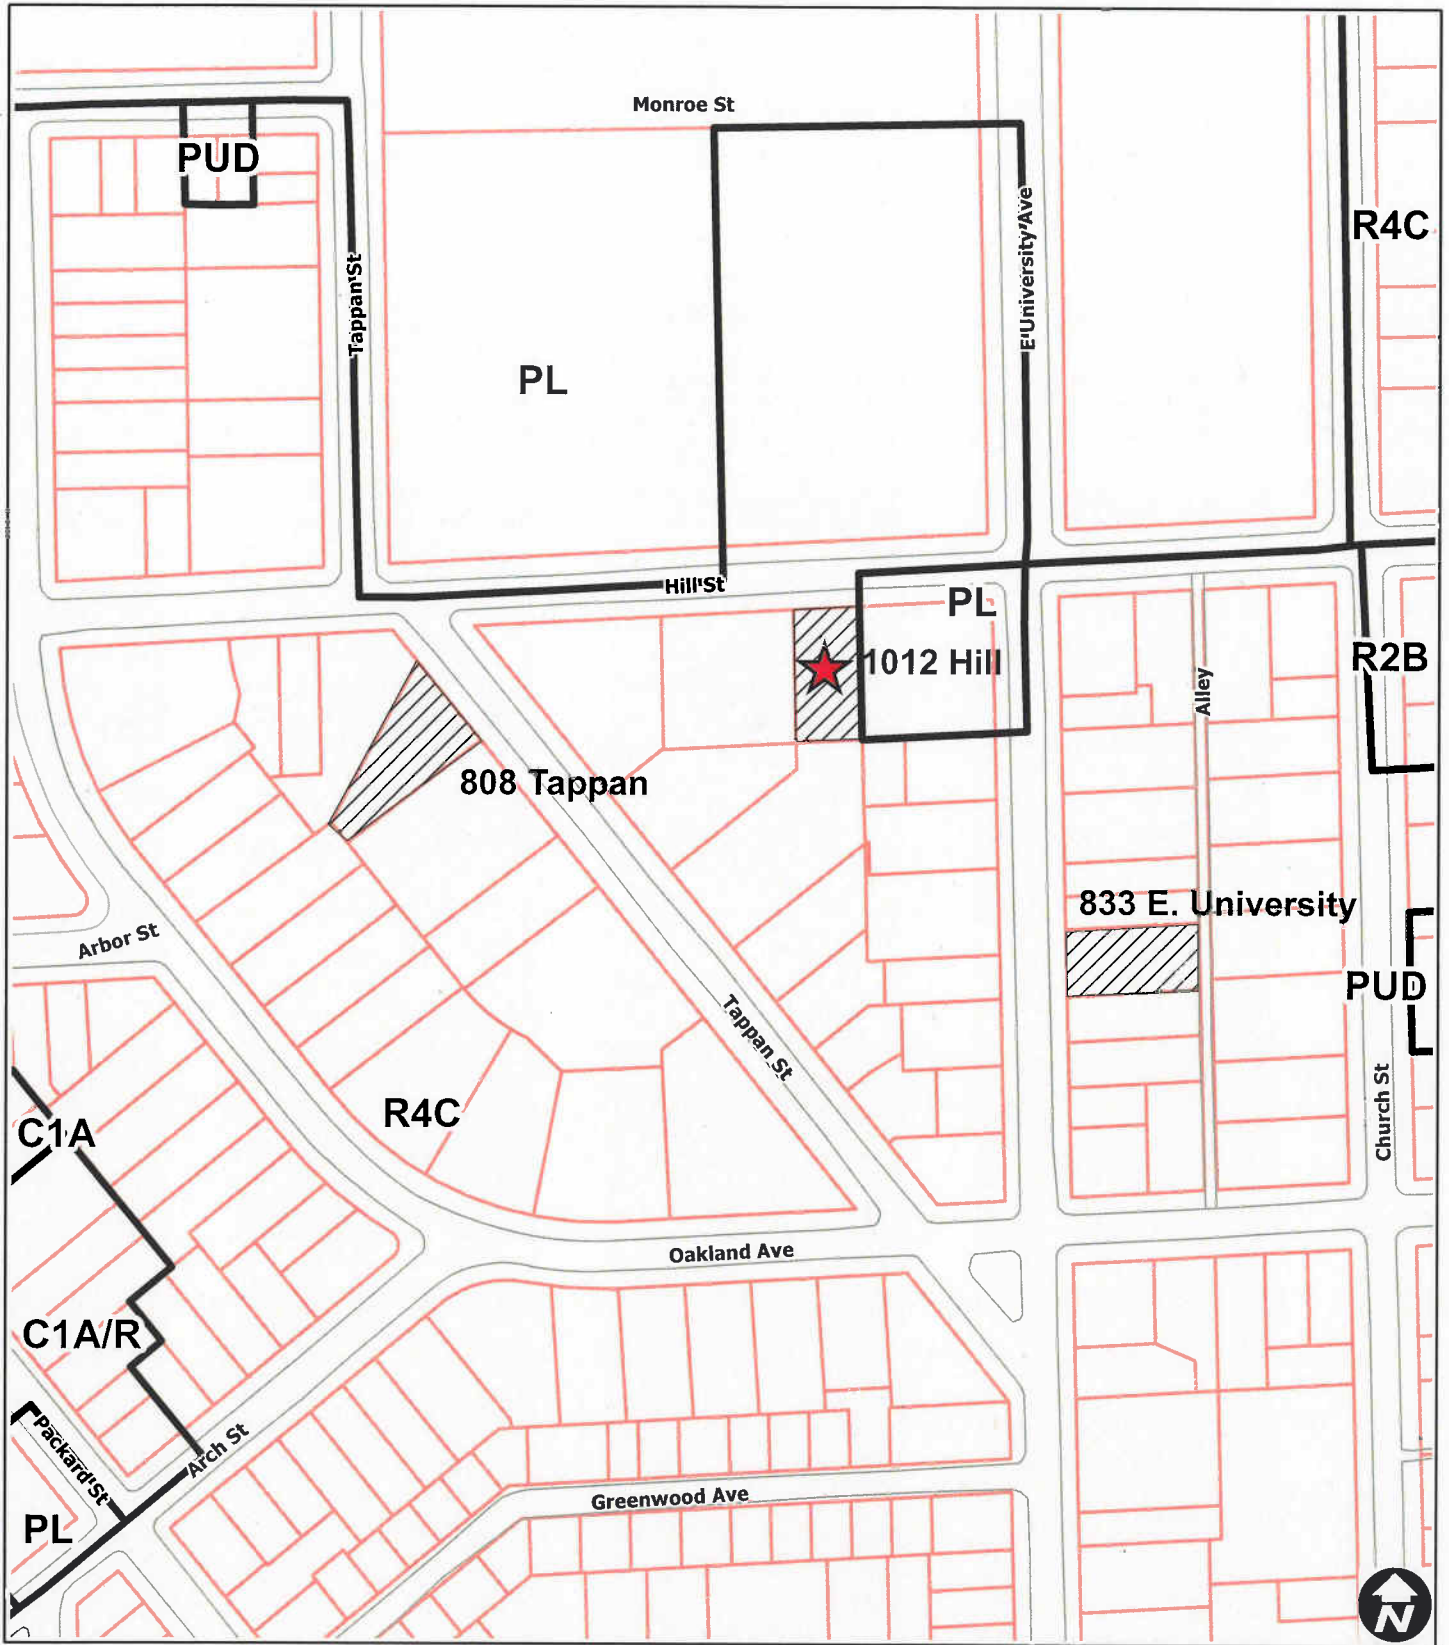 Monroe St
PUD
Tappan St
E University Ave
R4C
PL
Hill St
PL
1012 Hill
R2B
Alley
808 Tappan
833 E. University
Arbor St
PUD
Tappan St
R4C
Church St
C1A
Oakland Ave
C1A/R
Packard St
Arch St
Greenwood Ave
PL
N